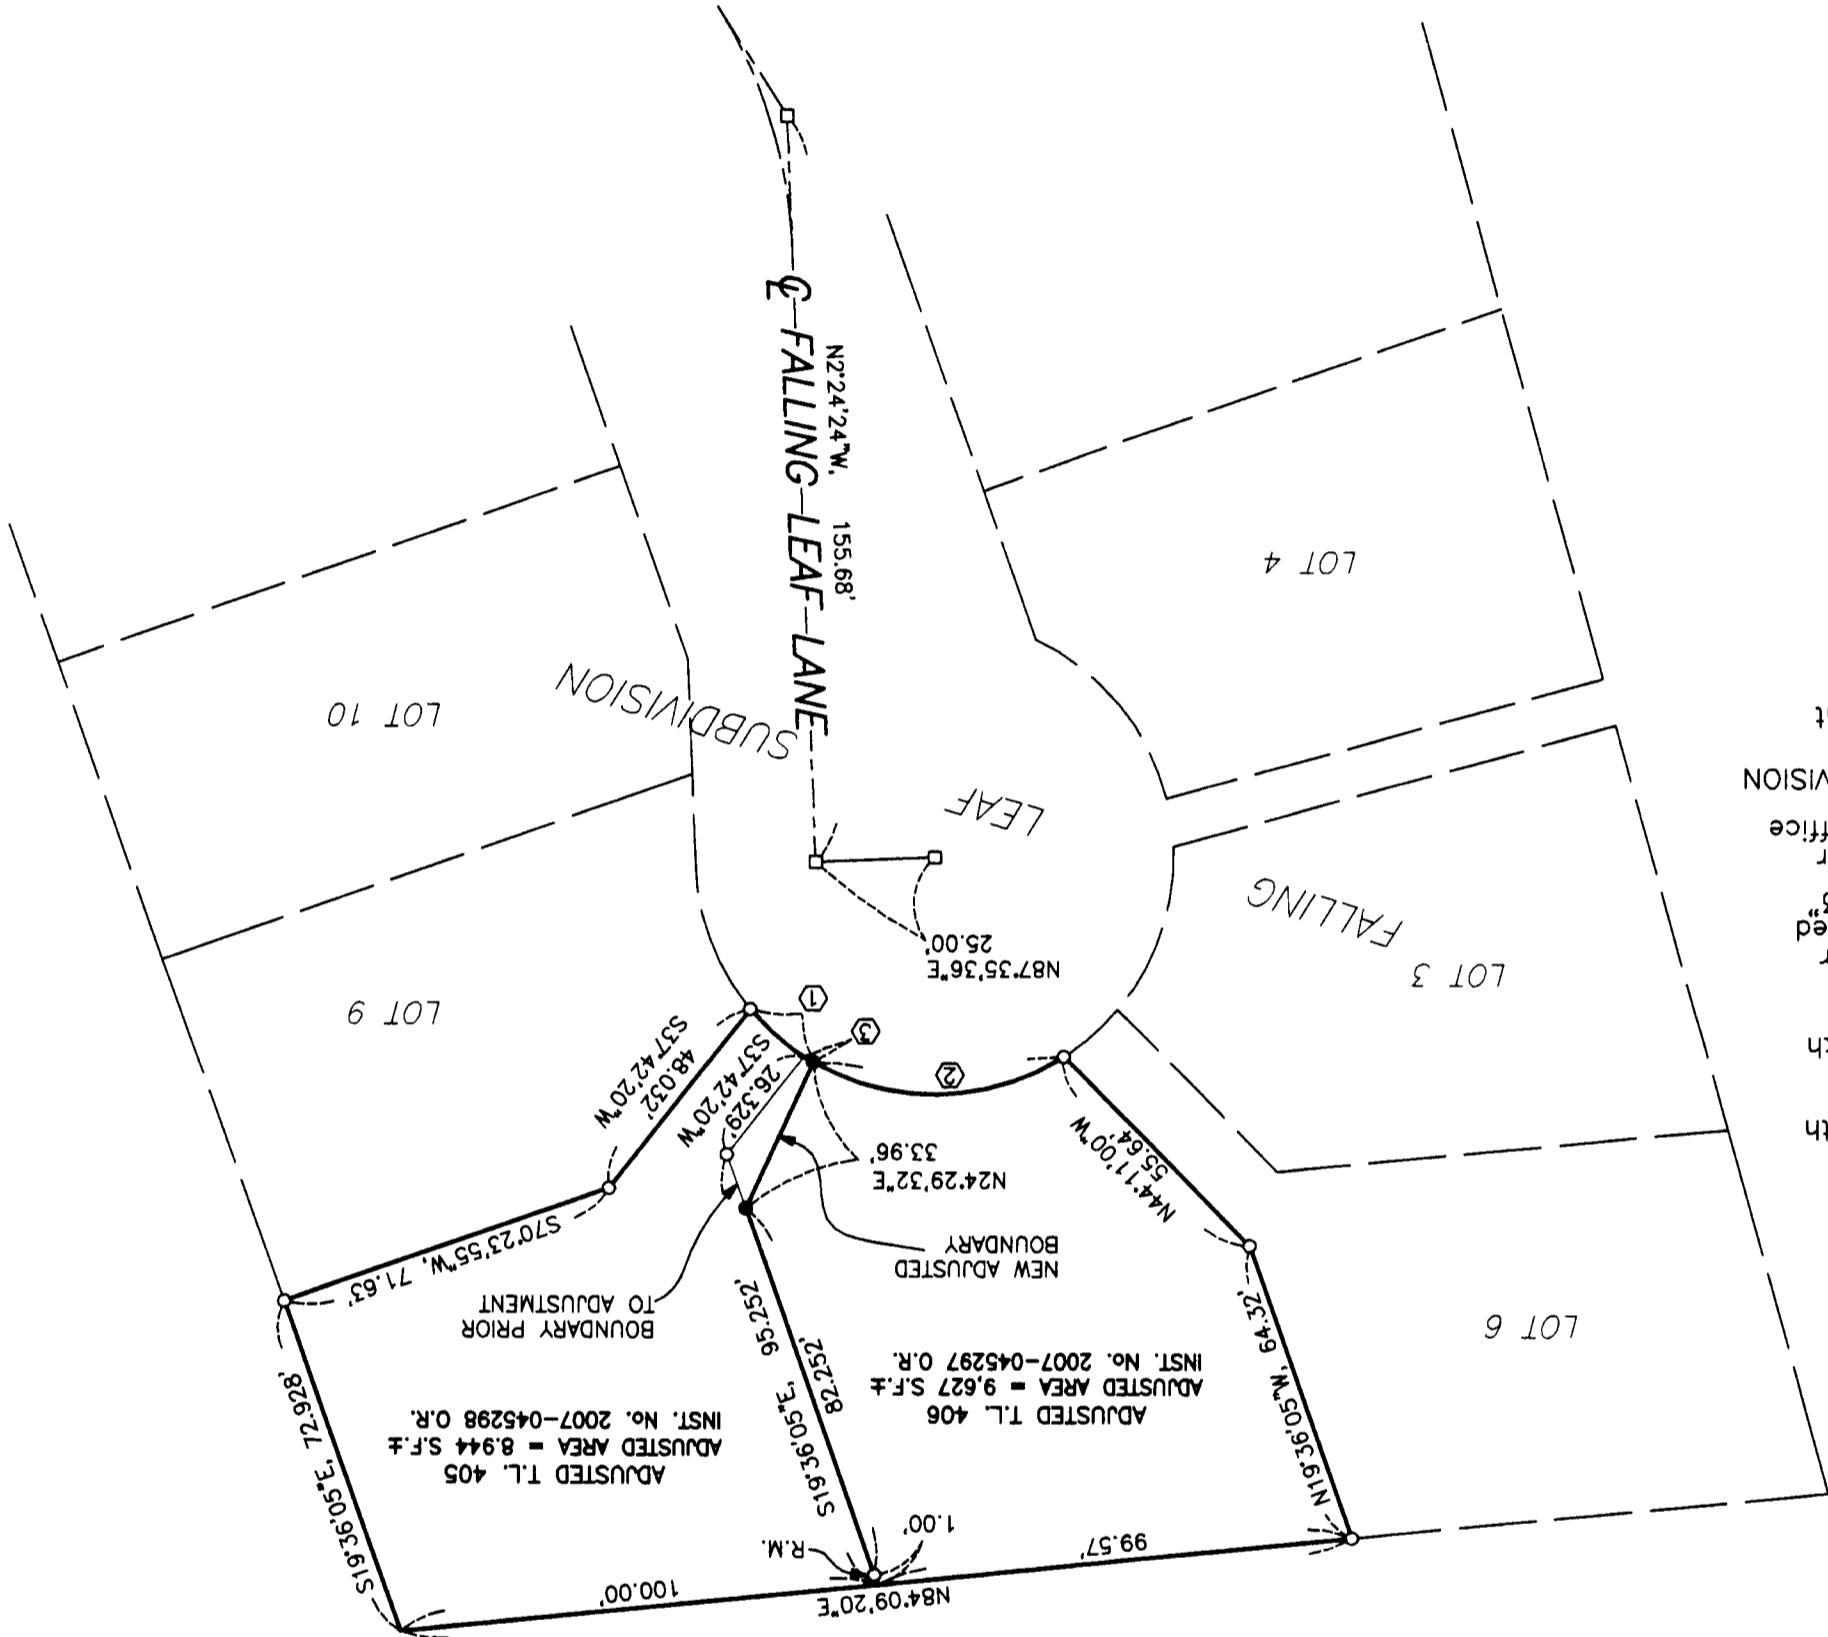 N84°09'20"E
99.57'
100.00'
1.00'
R.M.
N19°36'05"W, 64.32'
S19°36'05"E, 95.252'
82.252'
S19°36'05"E, 72.928'
ADJUSTED T.L. 406
ADJUSTED AREA = 9,627 S.F.±
INST. No. 2007-045297 O.R.
ADJUSTED T.L. 405
ADJUSTED AREA = 8.944 S.F.±
INST. No. 2007-045298 O.R.
LOT 6
NEW ADJUSTED
BOUNDARY
BOUNDARY PRIOR
TO ADJUSTMENT
S70°23'55"W, 71.63'
N44°11'00"W
55.64'
N24°29'32"E
33.96'
S37°42'20"W
26.329'
S37°42'20"W
48.032'
2
3
1
LOT 3
LOT 9
N87°35'36"E
25.00'
FALLING
LEAF
SUBDIVISION
LOT 10
LOT 4
℄ FALLING LEAF LANE
N2°24'24"W, 155.68'
th
ch
r
ed
r
ffice
VISION
t